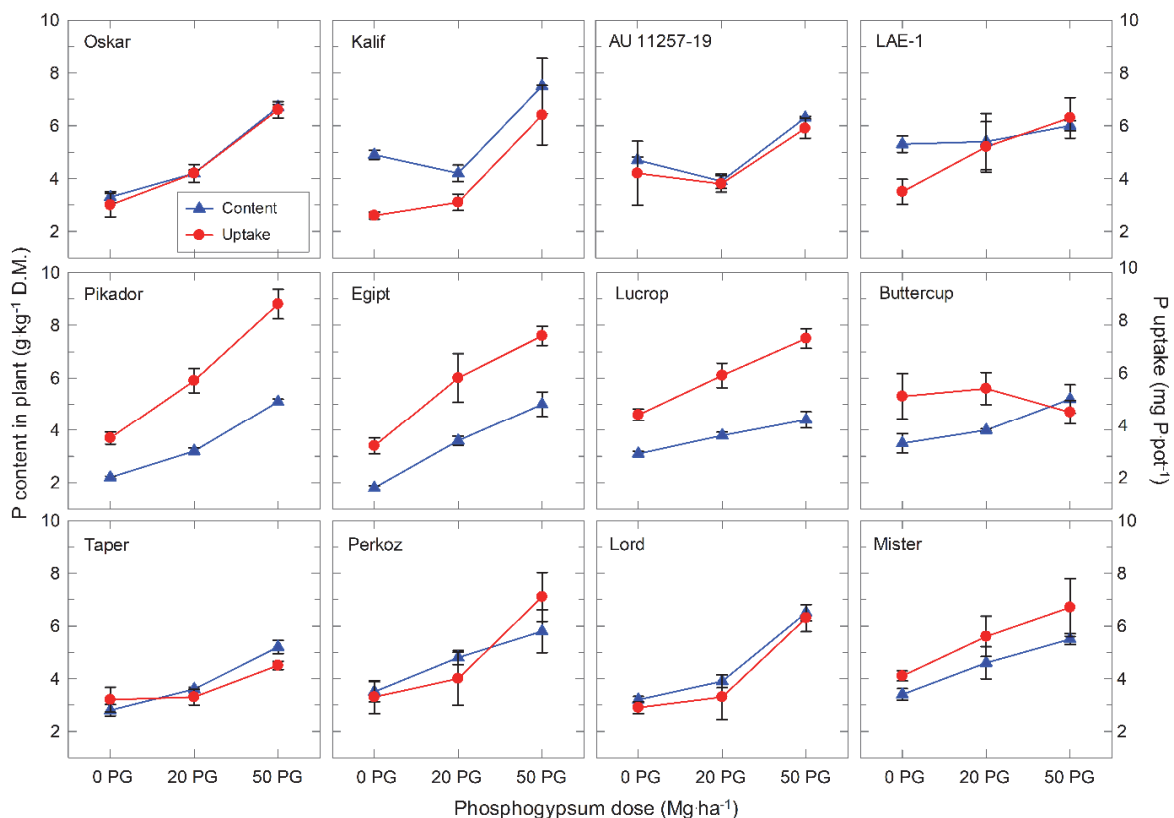 10
8
6
4
2
Oskar
Content
Uptake
Kalif
AU 11257-19
LAE-1
10
8
6
4
2
10
8
6
4
2
Pikador
Egipt
Lucrop
Buttercup
10
8
6
4
2
10
8
6
4
2
Taper
Perkoz
Lord
Mister
10
8
6
4
2
P content in plant (g·kg⁻¹ D.M.)
P uptake (mg P·pot⁻¹)
0 PG 20 PG 50 PG 0 PG 20 PG 50 PG 0 PG 20 PG 50 PG 0 PG 20 PG 50 PG
Phosphogypsum dose (Mg·ha⁻¹)